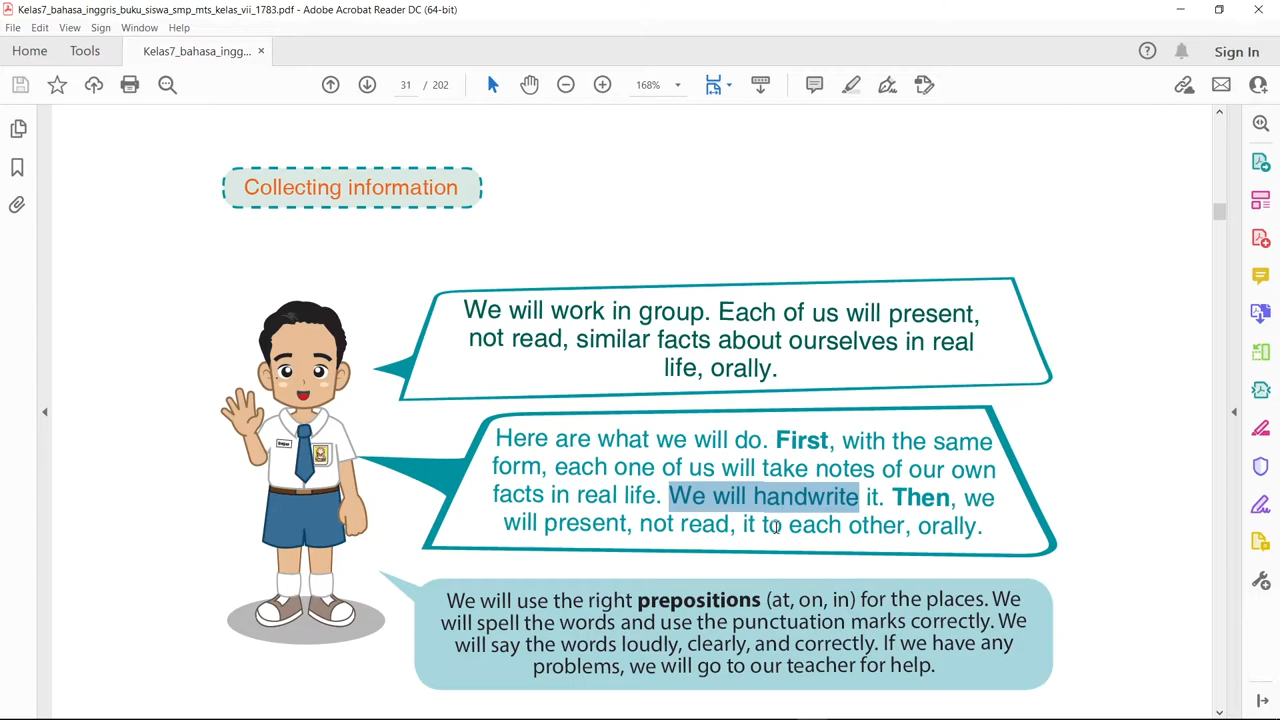 Kelas7_bahasa_inggris_buku_siswa_smp_mts_kelas_vii_1783.pdf - Adobe Acrobat Reader DC (64-bit)
File Edit View Sign Window Help
Home Tools Kelas7_bahasa_ingg... × Sign In
31 / 202 168%
Collecting information
We will work in group. Each of us will present,
not read, similar facts about ourselves in real
life, orally.
Here are what we will do. First, with the same
form, each one of us will take notes of our own
facts in real life. We will handwrite it. Then, we
will present, not read, it to each other, orally.
We will use the right prepositions (at, on, in) for the places. We
will spell the words and use the punctuation marks correctly. We
will say the words loudly, clearly, and correctly. If we have any
problems, we will go to our teacher for help.